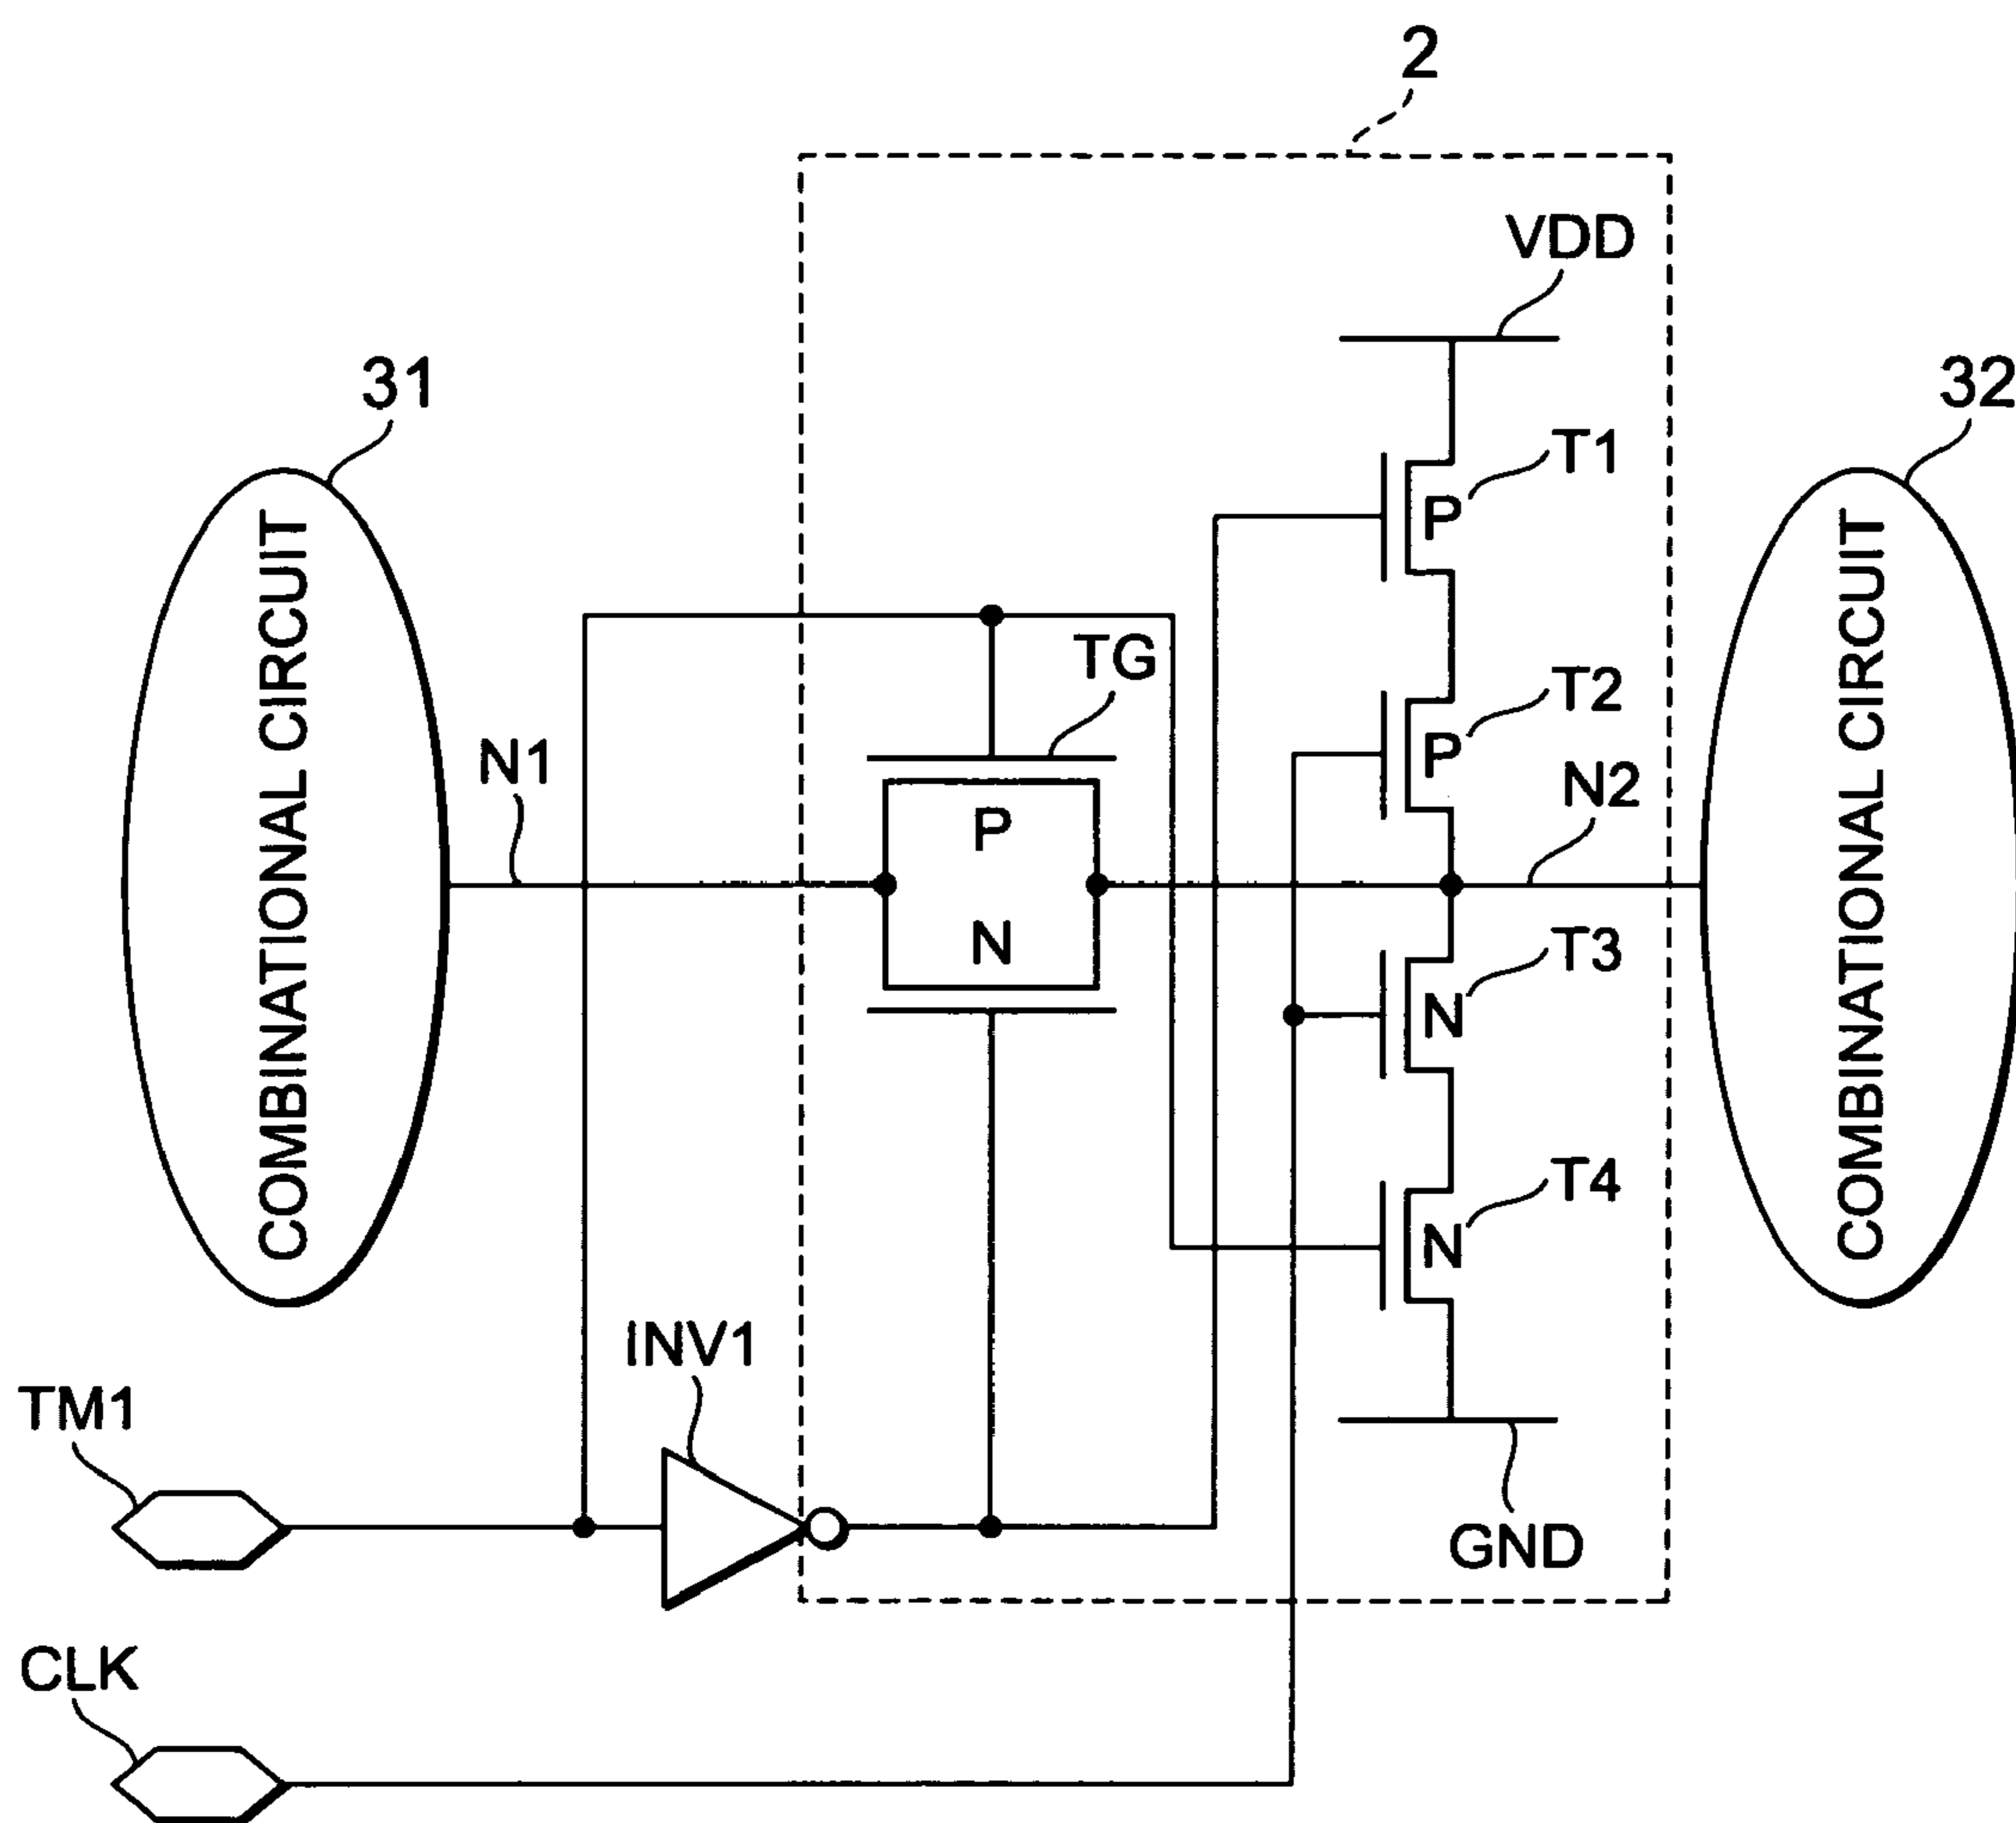 2
VDD
31
32
T1
P
TG
T2
P
N1
N2
P
COMBINATIONAL CIRCUIT
COMBINATIONAL CIRCUIT
N
T3
N
T4
N
INV1
TM1
GND
CLK